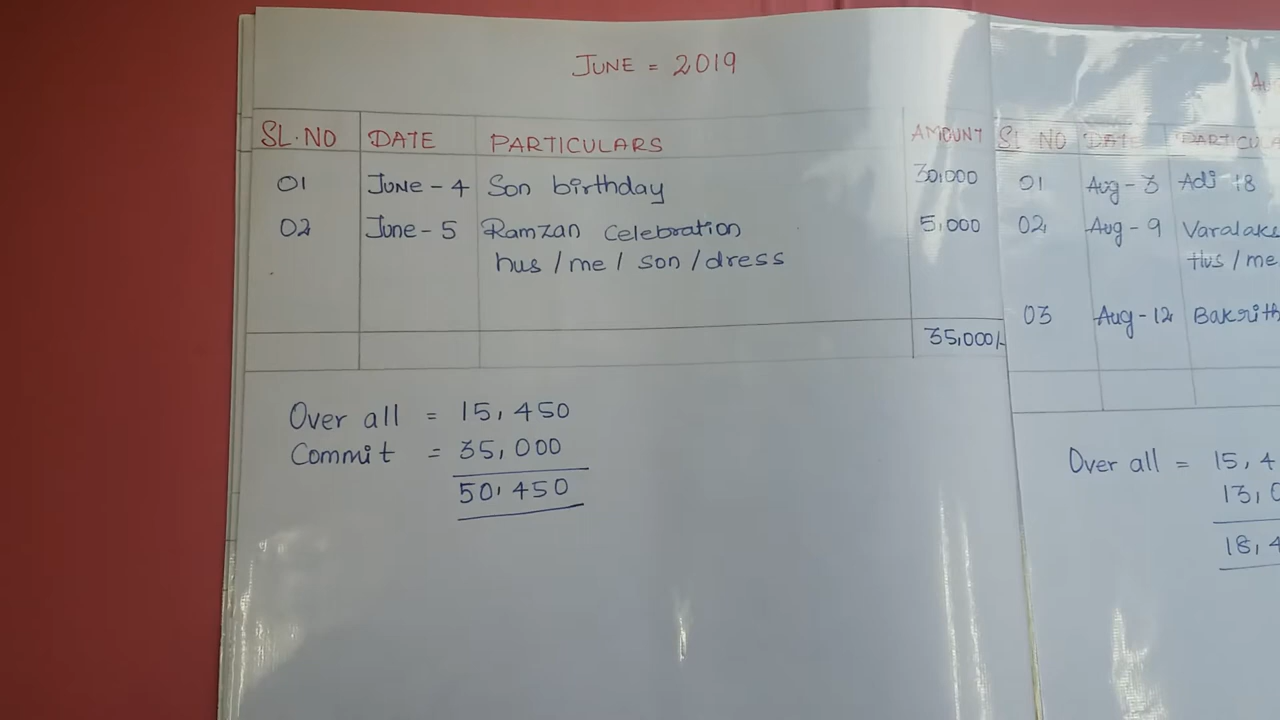 JUNE = 2019
SL.NO DATE PARTICULARS AMOUNT
01 JUNE - 4 Son birthday 30,000
02 June - 5 Ramzan celebration 5,000
hus / me / son / dress
35,000/-
Over all = 15,450
Commit = 35,000
50,450
SL NO DATE
01 Aug - 3 Adi 18
02 Aug - 9
Hus / me
03 Aug - 12
Over all = 15,4
13,0
18,4